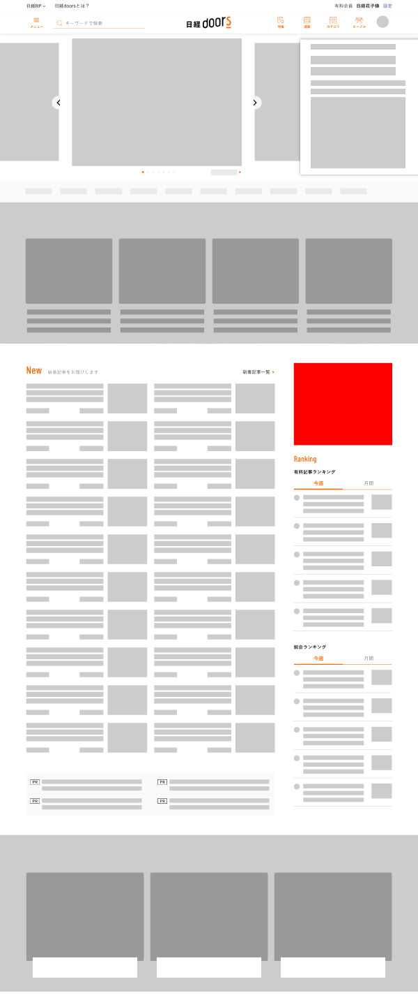 日経BP 日経doorsとは？ 有料会員 日経花子様 設定
メニュー キーワードで検索 日経doors 特集 連載 カテゴリ ピープル
New 新着記事をお届けします 新着記事一覧
Ranking
有料記事ランキング
今週 月間
総合ランキング
今週 月間
PR PR
PR PR